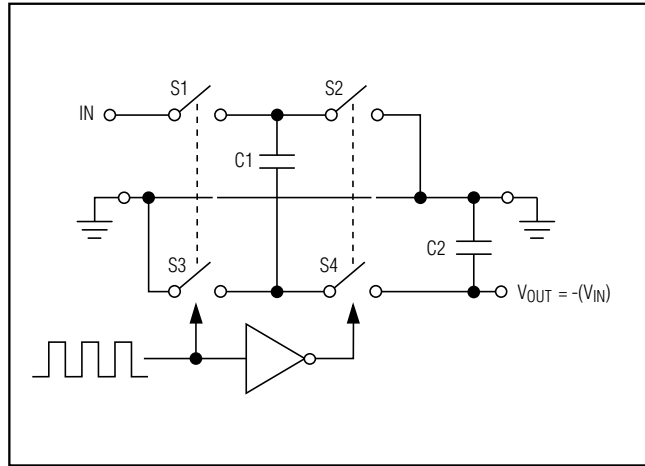 S1
S2
IN
C1
C2
S3
S4
VOUT = -(VIN)